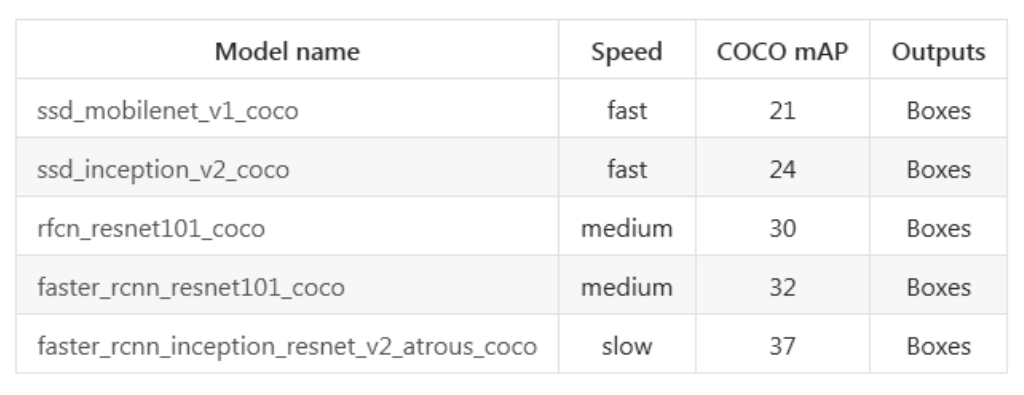 Model name Speed COCO mAP Outputs
ssd_mobilenet_v1_coco fast 21 Boxes
ssd_inception_v2_coco fast 24 Boxes
rfcn_resnet101_coco medium 30 Boxes
faster_rcnn_resnet101_coco medium 32 Boxes
faster_rcnn_inception_resnet_v2_atrous_coco slow 37 Boxes